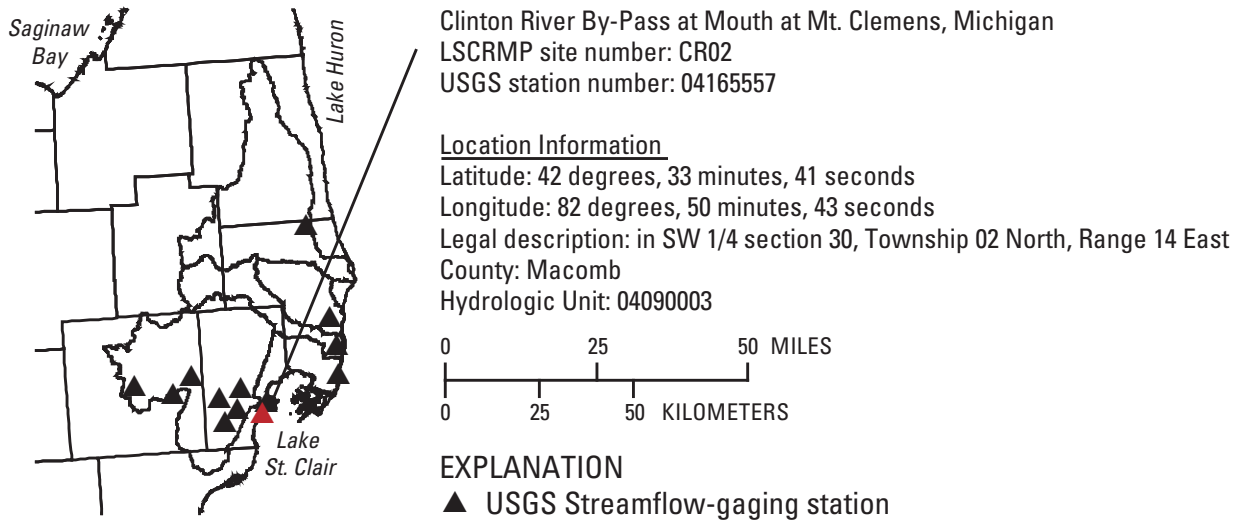 Saginaw
Bay
Lake Huron
Lake
St. Clair
Clinton River By-Pass at Mouth at Mt. Clemens, Michigan
LSCRMP site number: CR02
USGS station number: 04165557
Location Information
Latitude: 42 degrees, 33 minutes, 41 seconds
Longitude: 82 degrees, 50 minutes, 43 seconds
Legal description: in SW 1/4 section 30, Township 02 North, Range 14 East
County: Macomb
Hydrologic Unit: 04090003
0 25 50 MILES
0 25 50 KILOMETERS
EXPLANATION
USGS Streamflow-gaging station